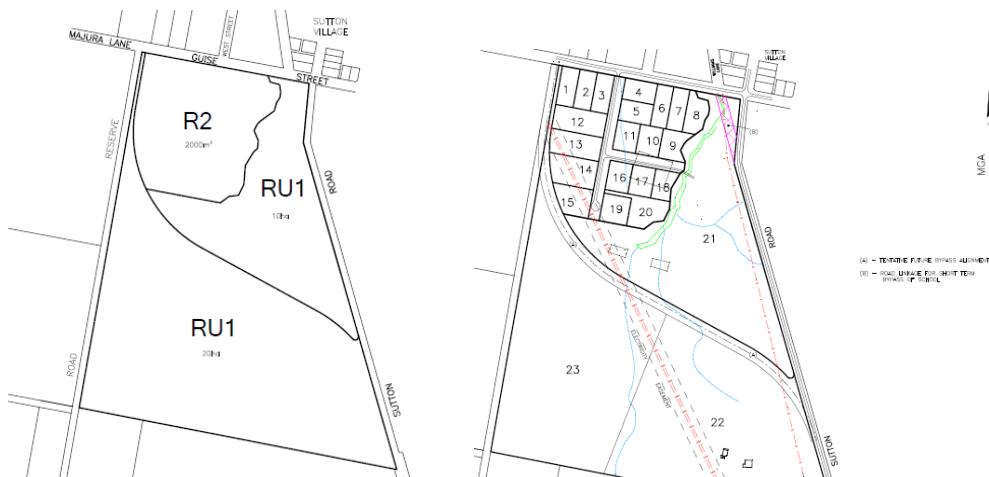 SUTTON
VILLAGE
MAJURA LANE
WEST STREET
GUISE
STREET
R2
2000m²
RESERVE
RU1
10ha
ROAD
RU1
20ha
ROAD
SUTTON
SUTTON
VILLAGE
1
2
3
4
5
6
7
8
9
10
11
12
13
14
15
16
17
18
19
20
(B)
21
ROAD
(A)
ELECTRICITY
EASEMENT
(A)
23
22
SUTTON
MGA
(A) – TENTATIVE FUTURE BYPASS ALIGNMENT
(B) – ROAD LINKAGE FOR SHORT TERM
BYPASS OF SCHOOL